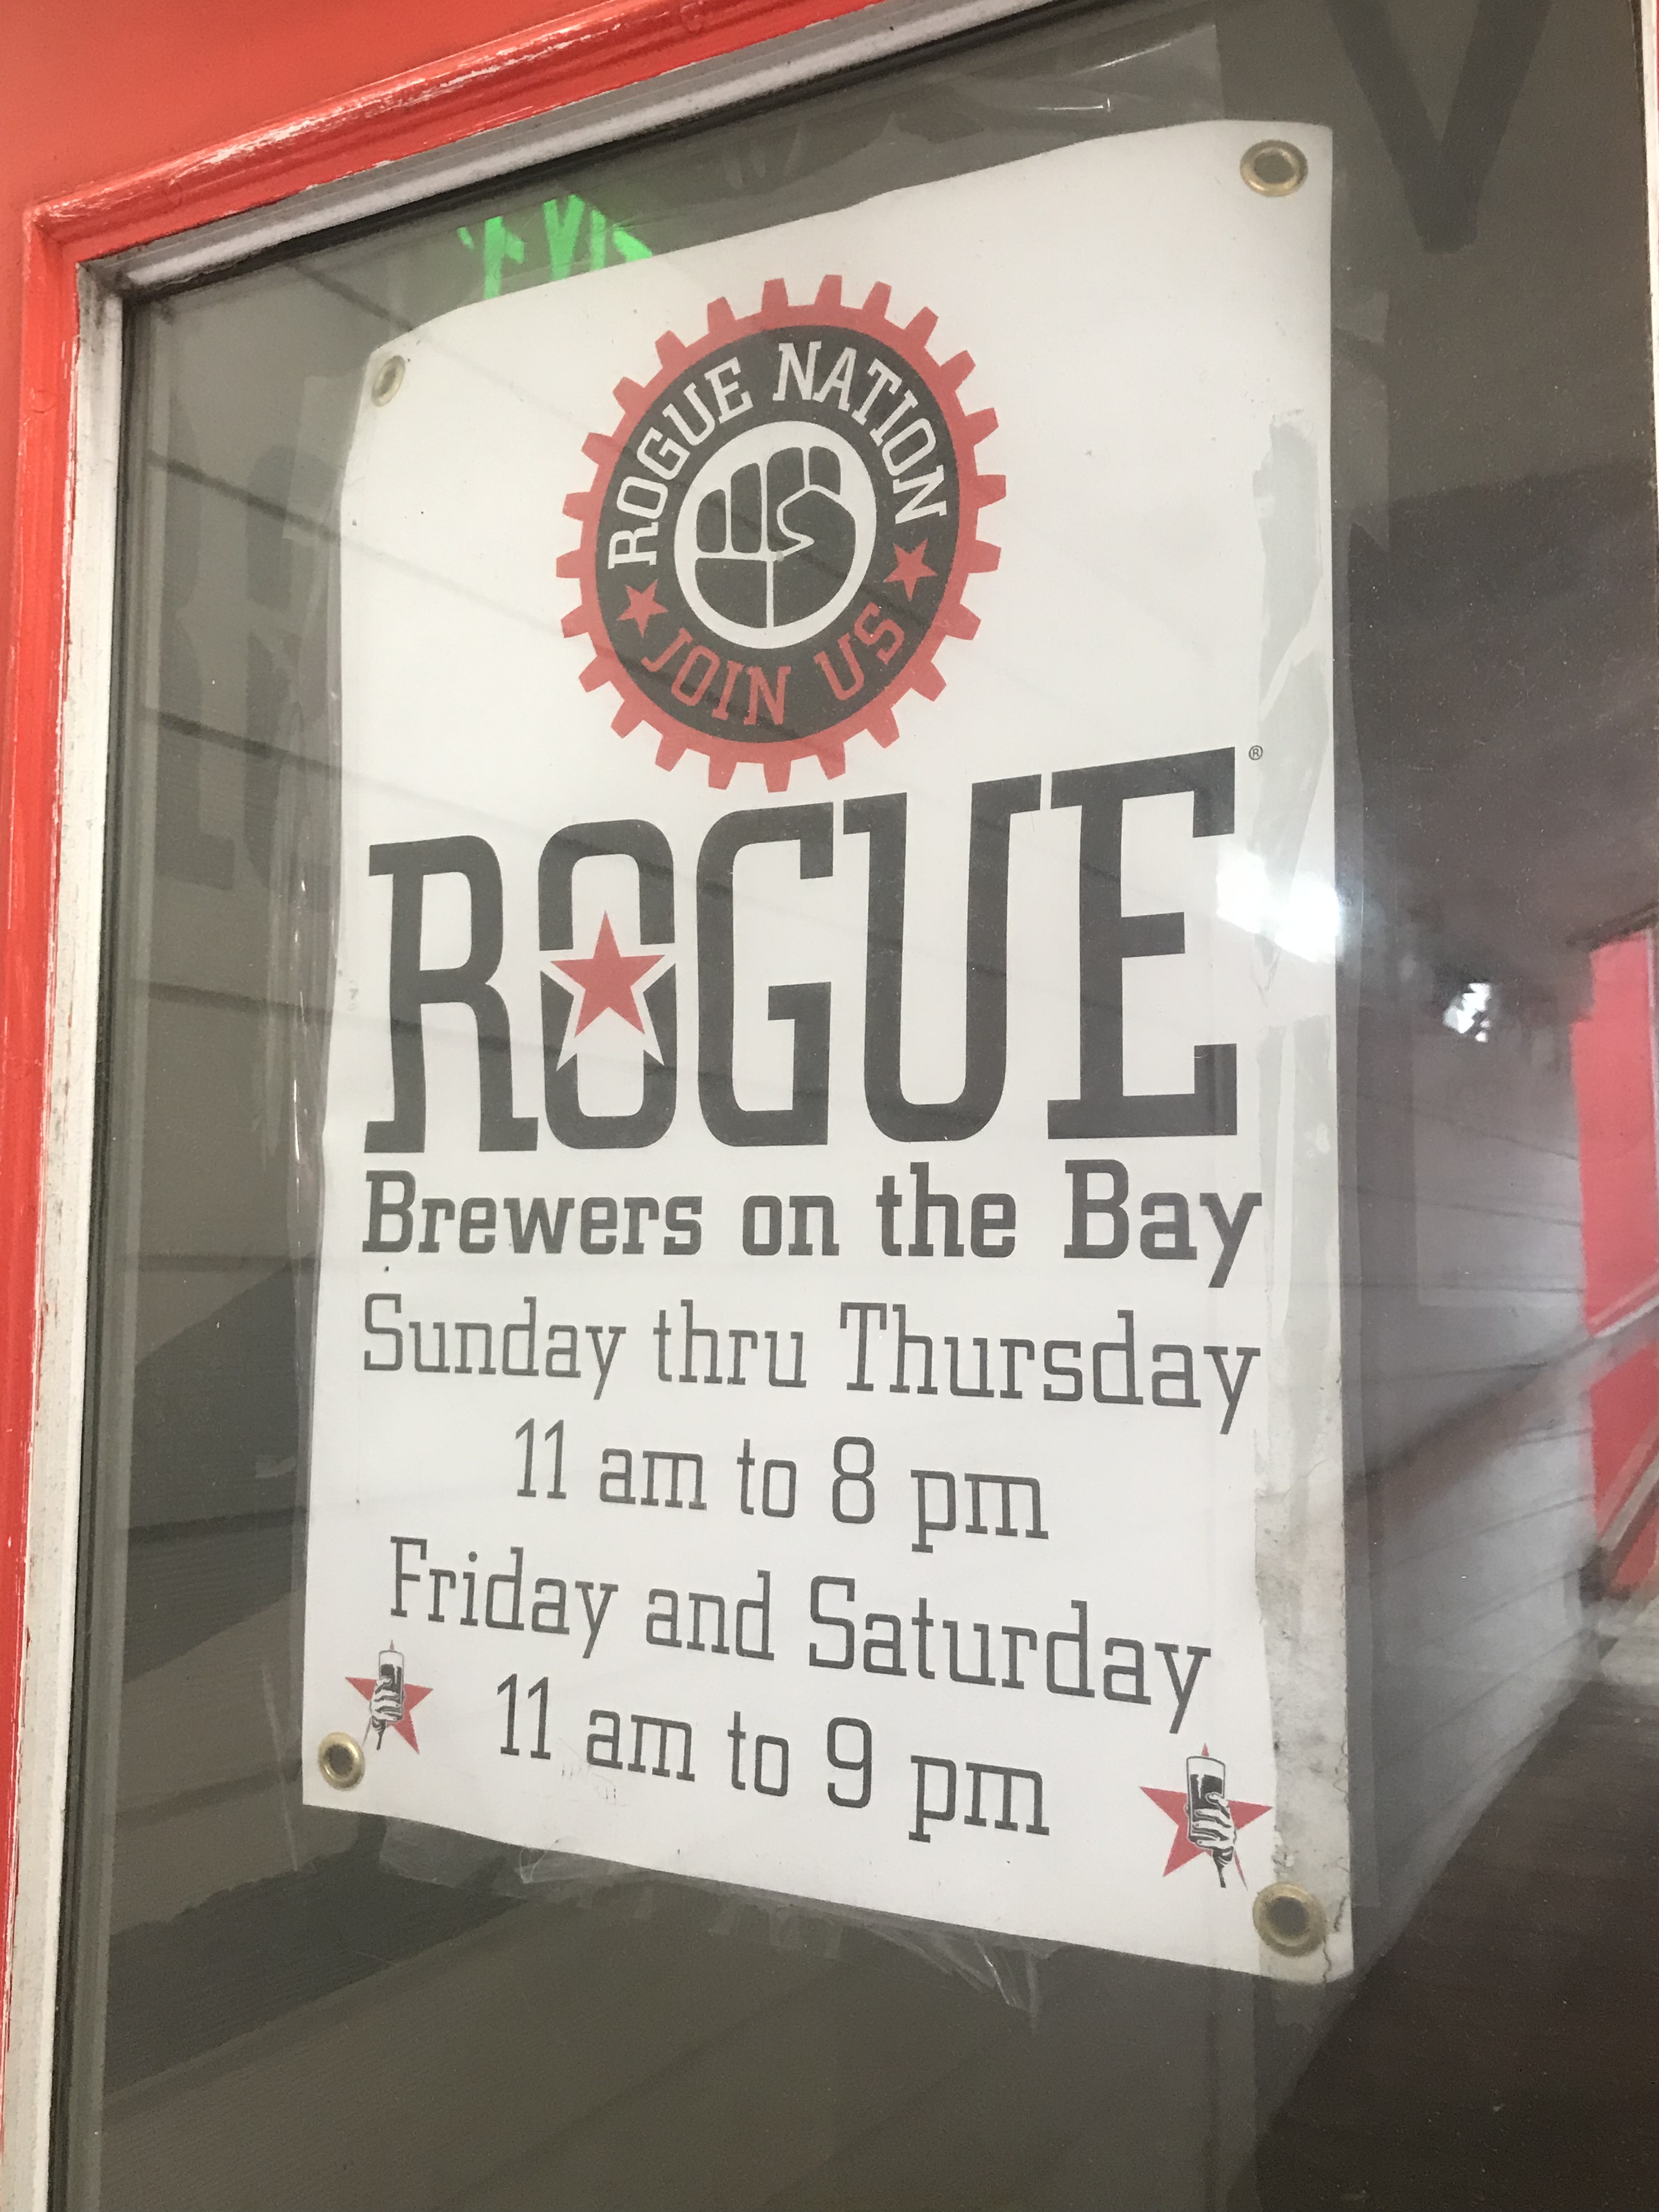 ROGUE NATION
JOIN US
ROGUE®
Brewers on the Bay
Sunday thru Thursday
11 am to 8 pm
Friday and Saturday
11 am to 9 pm